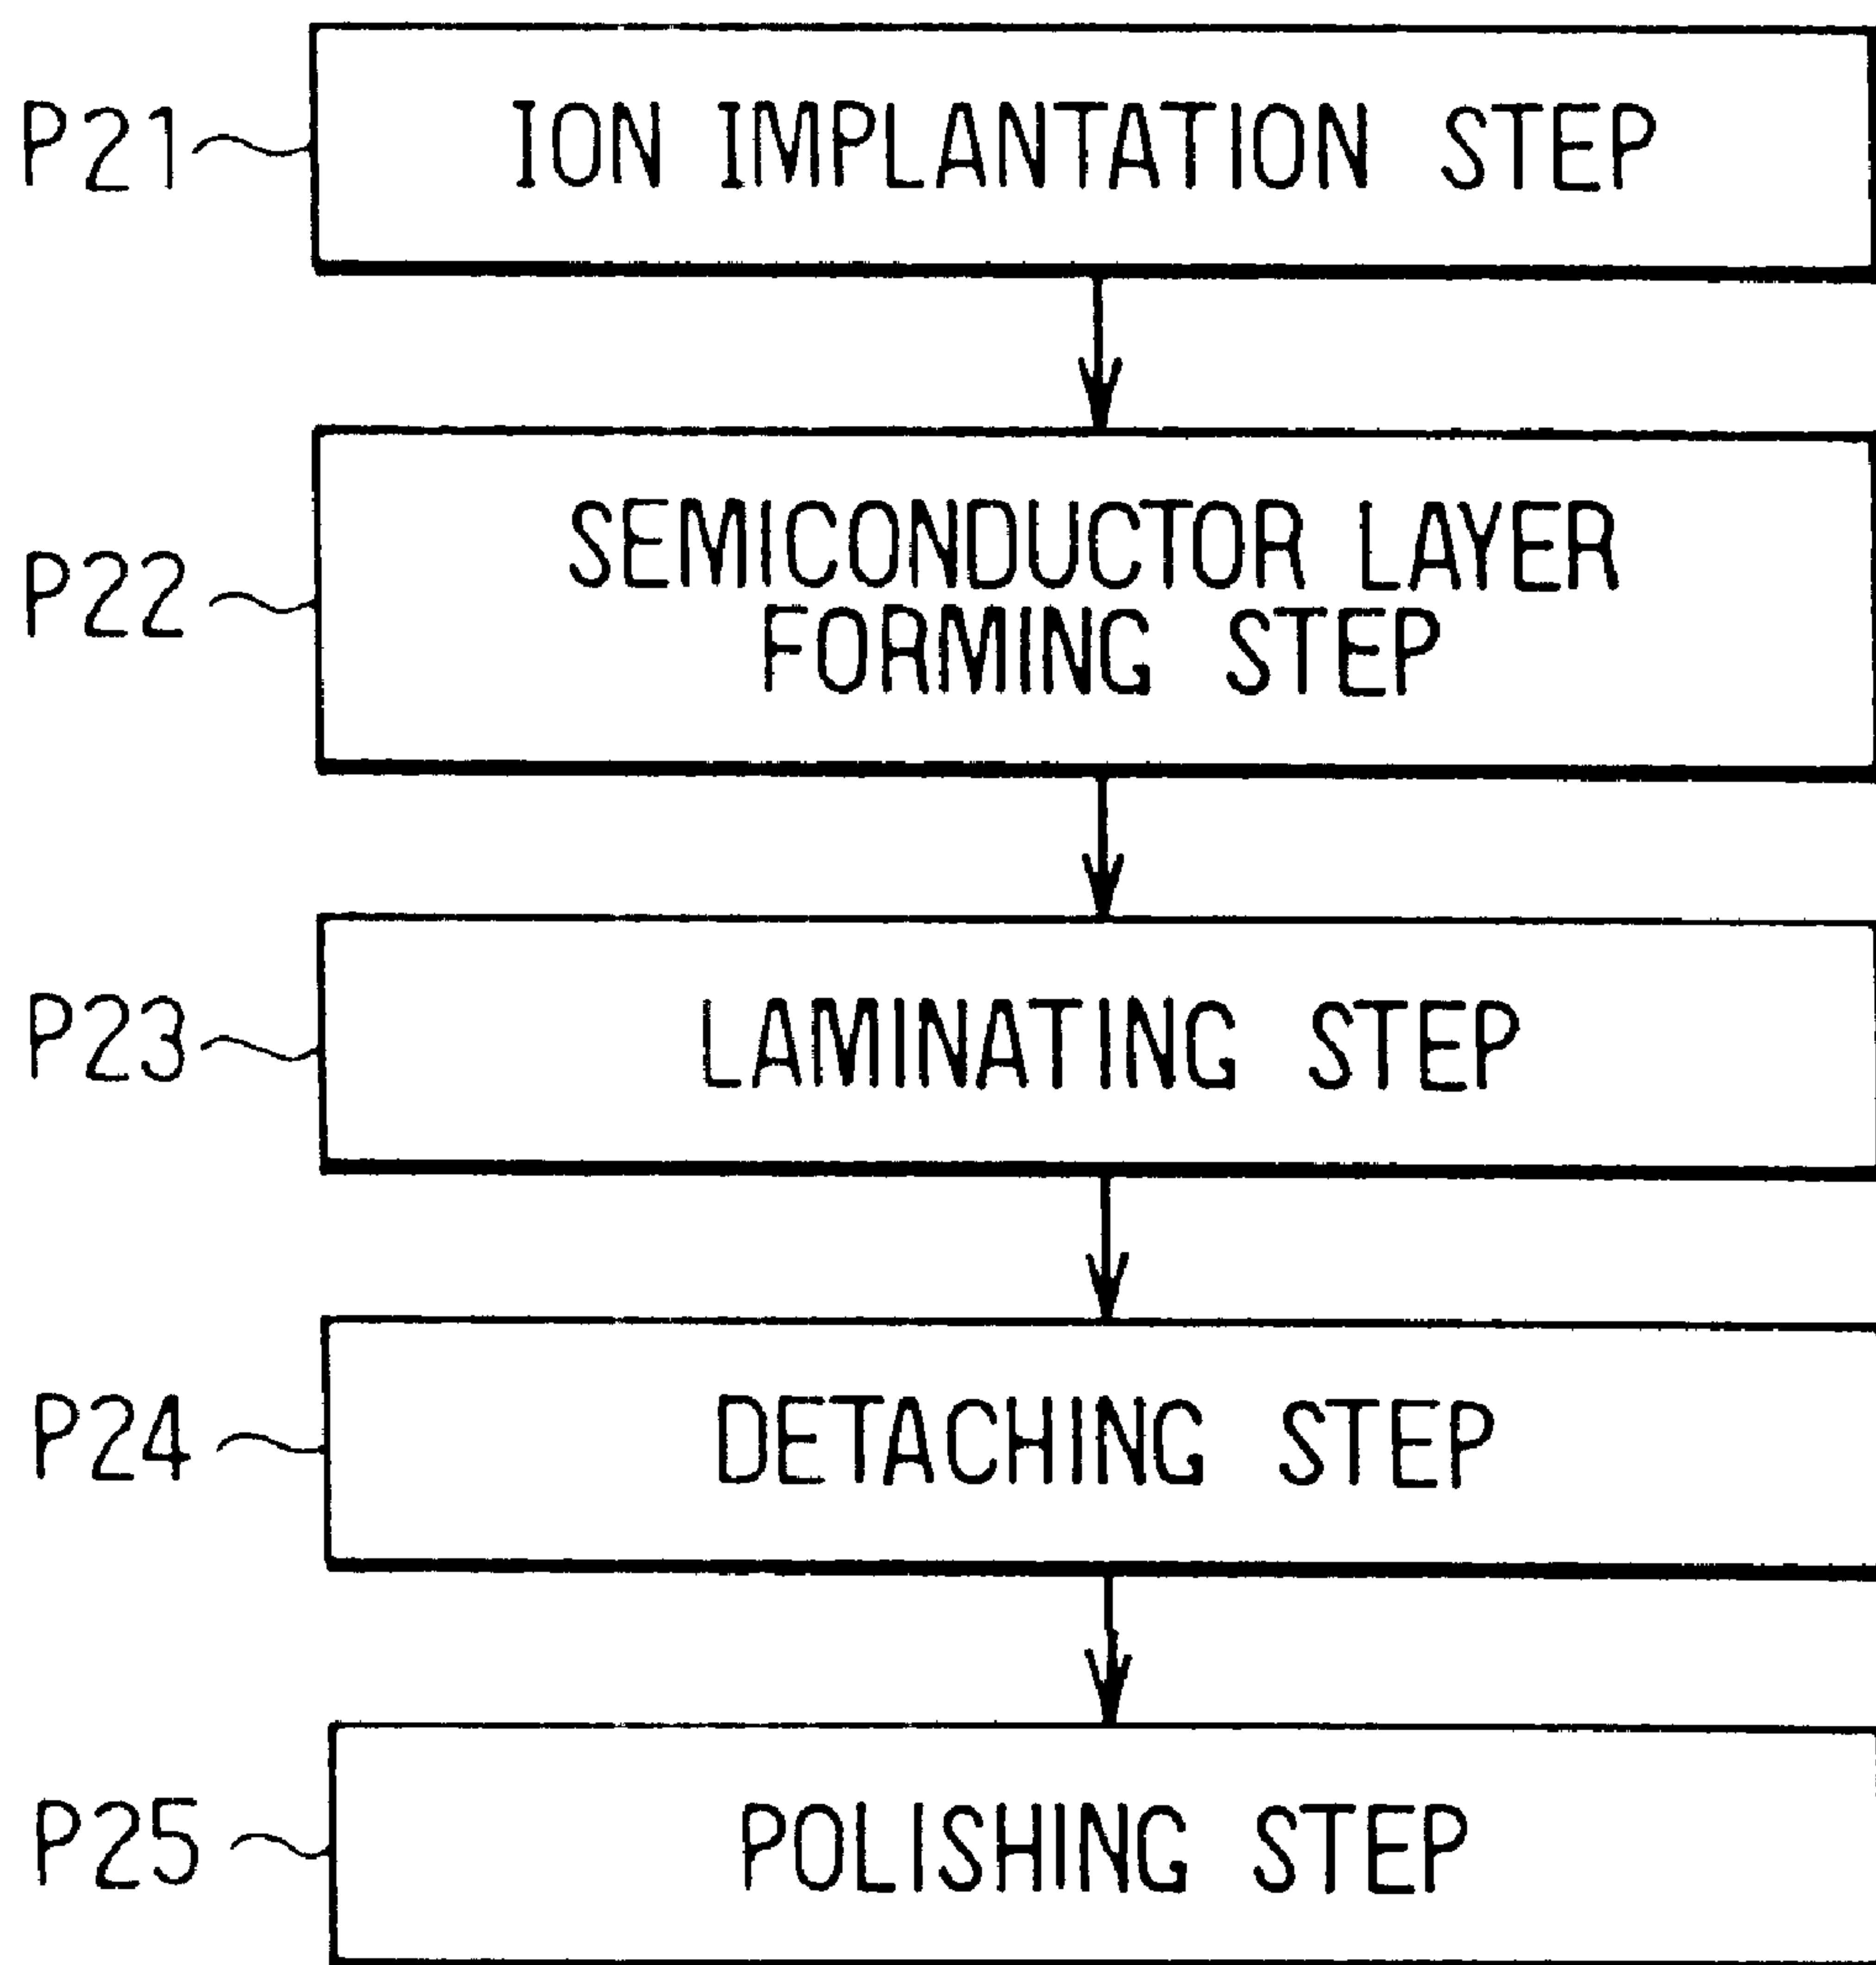 P21 ION IMPLANTATION STEP
SEMICONDUCTOR LAYER
P22
FORMING STEP
P23 LAMINATING STEP
P24 DETACHING STEP
P25 POLISHING STEP